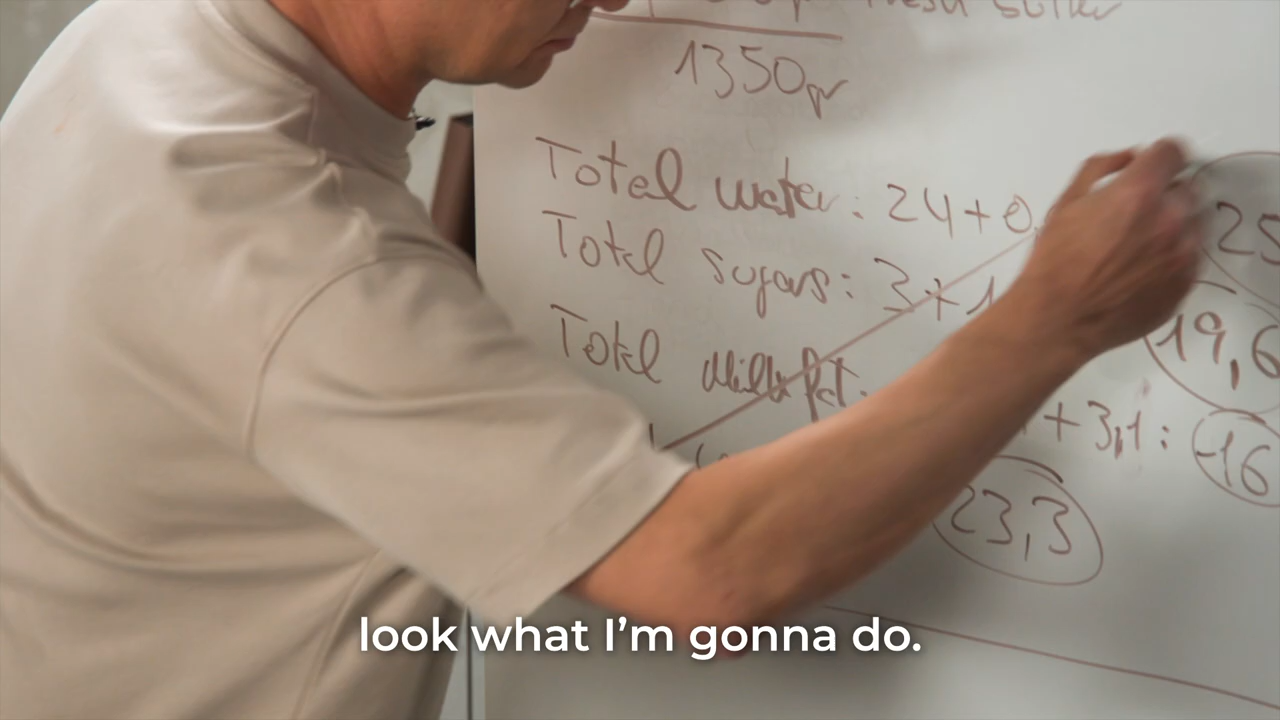 1350gr
Total water: 24+0, 25
Total sugars: 3+1 19,6
Total Milk fat: +3,1: 16
23,3
look what I'm gonna do.